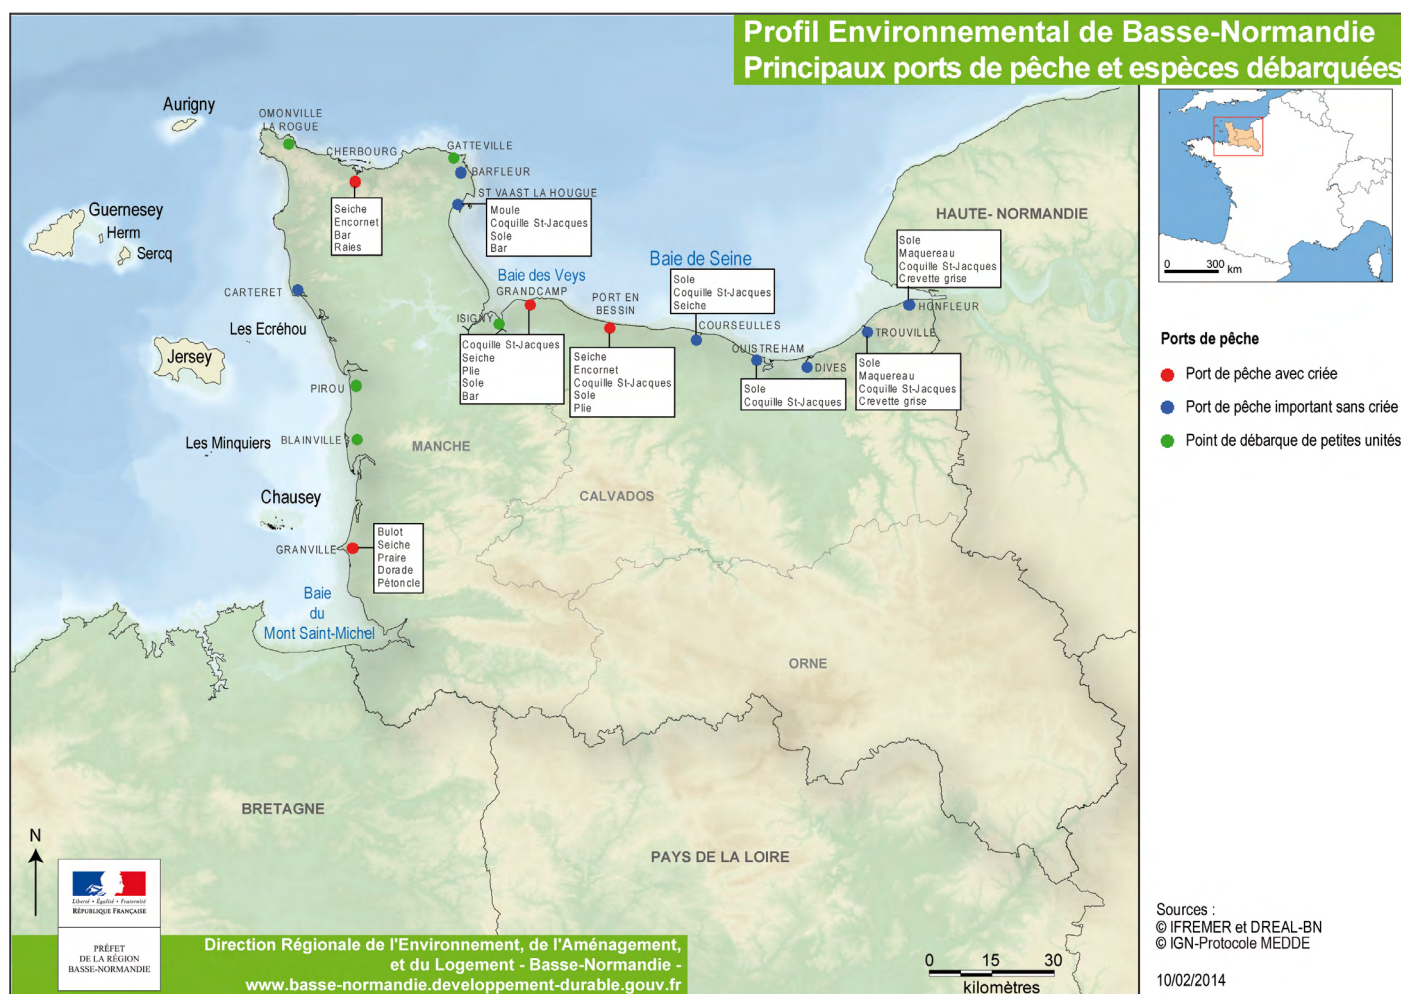 Profil Environnemental de Basse-Normandie
Principaux ports de pêche et espèces débarquées
Aurigny
OMONVILLE
LA ROGUE
CHERBOURG
GATTEVILLE
BARFLEUR
ST VAAST LA HOUGUE
Seiche
Encornet
Bar
Raies
Moule
Coquille St-Jacques
Sole
Bar
Guernesey
Herm
Sercq
HAUTE- NORMANDIE
Sole
Maquereau
Coquille St-Jacques
Crevette grise
HONFLEUR
Baie de Seine
Sole
Coquille St-Jacques
Seiche
COURSEULLES
Baie des Veys
GRANDCAMP
PORT EN
BESSIN
CARTERET
Les Ecréhou
ISIGNY
TROUVILLE
OUISTREHAM
DIVES
Jersey
Coquille St-Jacques
Seiche
Plie
Sole
Bar
Seiche
Encornet
Coquille St-Jacques
Sole
Plie
Sole
Coquille St-Jacques
Sole
Maquereau
Coquille St-Jacques
Crevette grise
PIROU
Les Minquiers
BLAINVILLE
MANCHE
CALVADOS
Chausey
GRANVILLE
Bulot
Seiche
Praire
Dorade
Pétoncle
Baie
du
Mont Saint-Michel
ORNE
BRETAGNE
PAYS DE LA LOIRE
N
Liberté • Égalité • Fraternité
RÉPUBLIQUE FRANÇAISE
PRÉFET
DE LA RÉGION
BASSE-NORMANDIE
Direction Régionale de l'Environnement, de l'Aménagement,
et du Logement - Basse-Normandie -
www.basse-normandie.developpement-durable.gouv.fr
0 15 30
kilomètres
0 300 km
Ports de pêche
Port de pêche avec criée
Port de pêche important sans criée
Point de débarque de petites unités
Sources :
© IFREMER et DREAL-BN
© IGN-Protocole MEDDE
10/02/2014